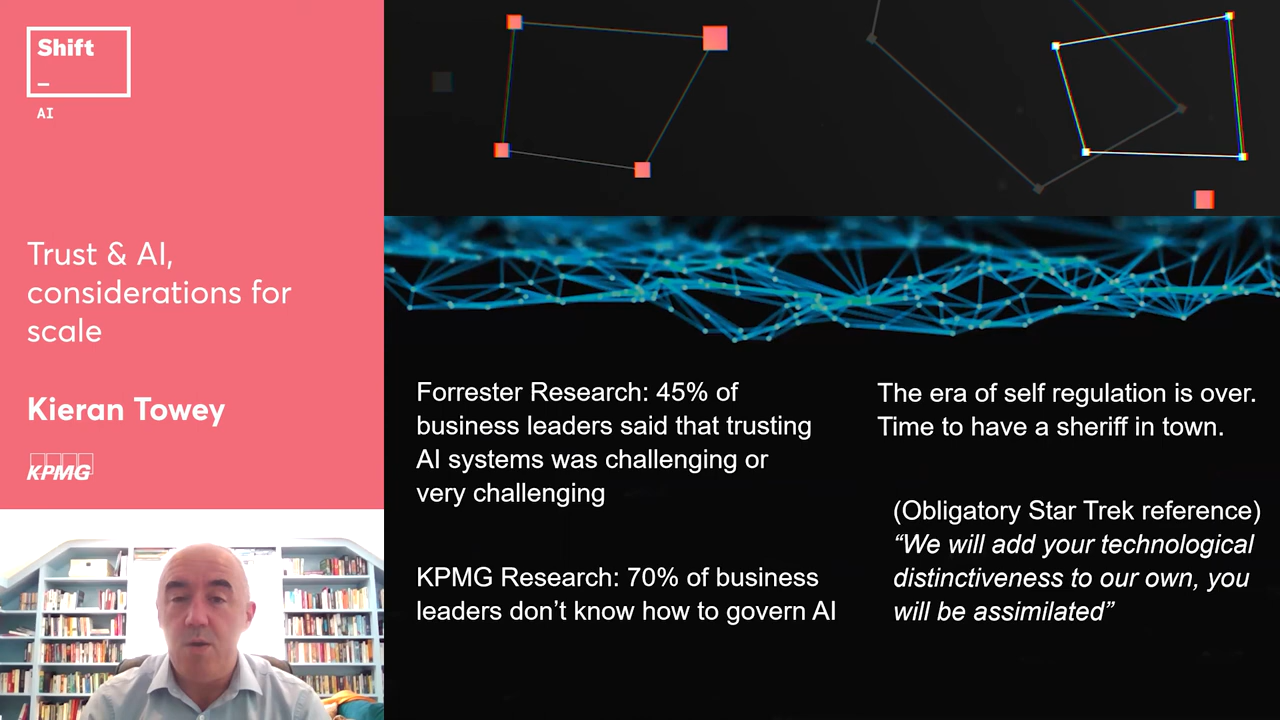 Shift
_
AI
Trust & AI,
considerations for
scale
Kieran Towey
KPMG
Forrester Research: 45% of
business leaders said that trusting
AI systems was challenging or
very challenging
KPMG Research: 70% of business
leaders don’t know how to govern AI
The era of self regulation is over.
Time to have a sheriff in town.
(Obligatory Star Trek reference)
“We will add your technological
distinctiveness to our own, you
will be assimilated”